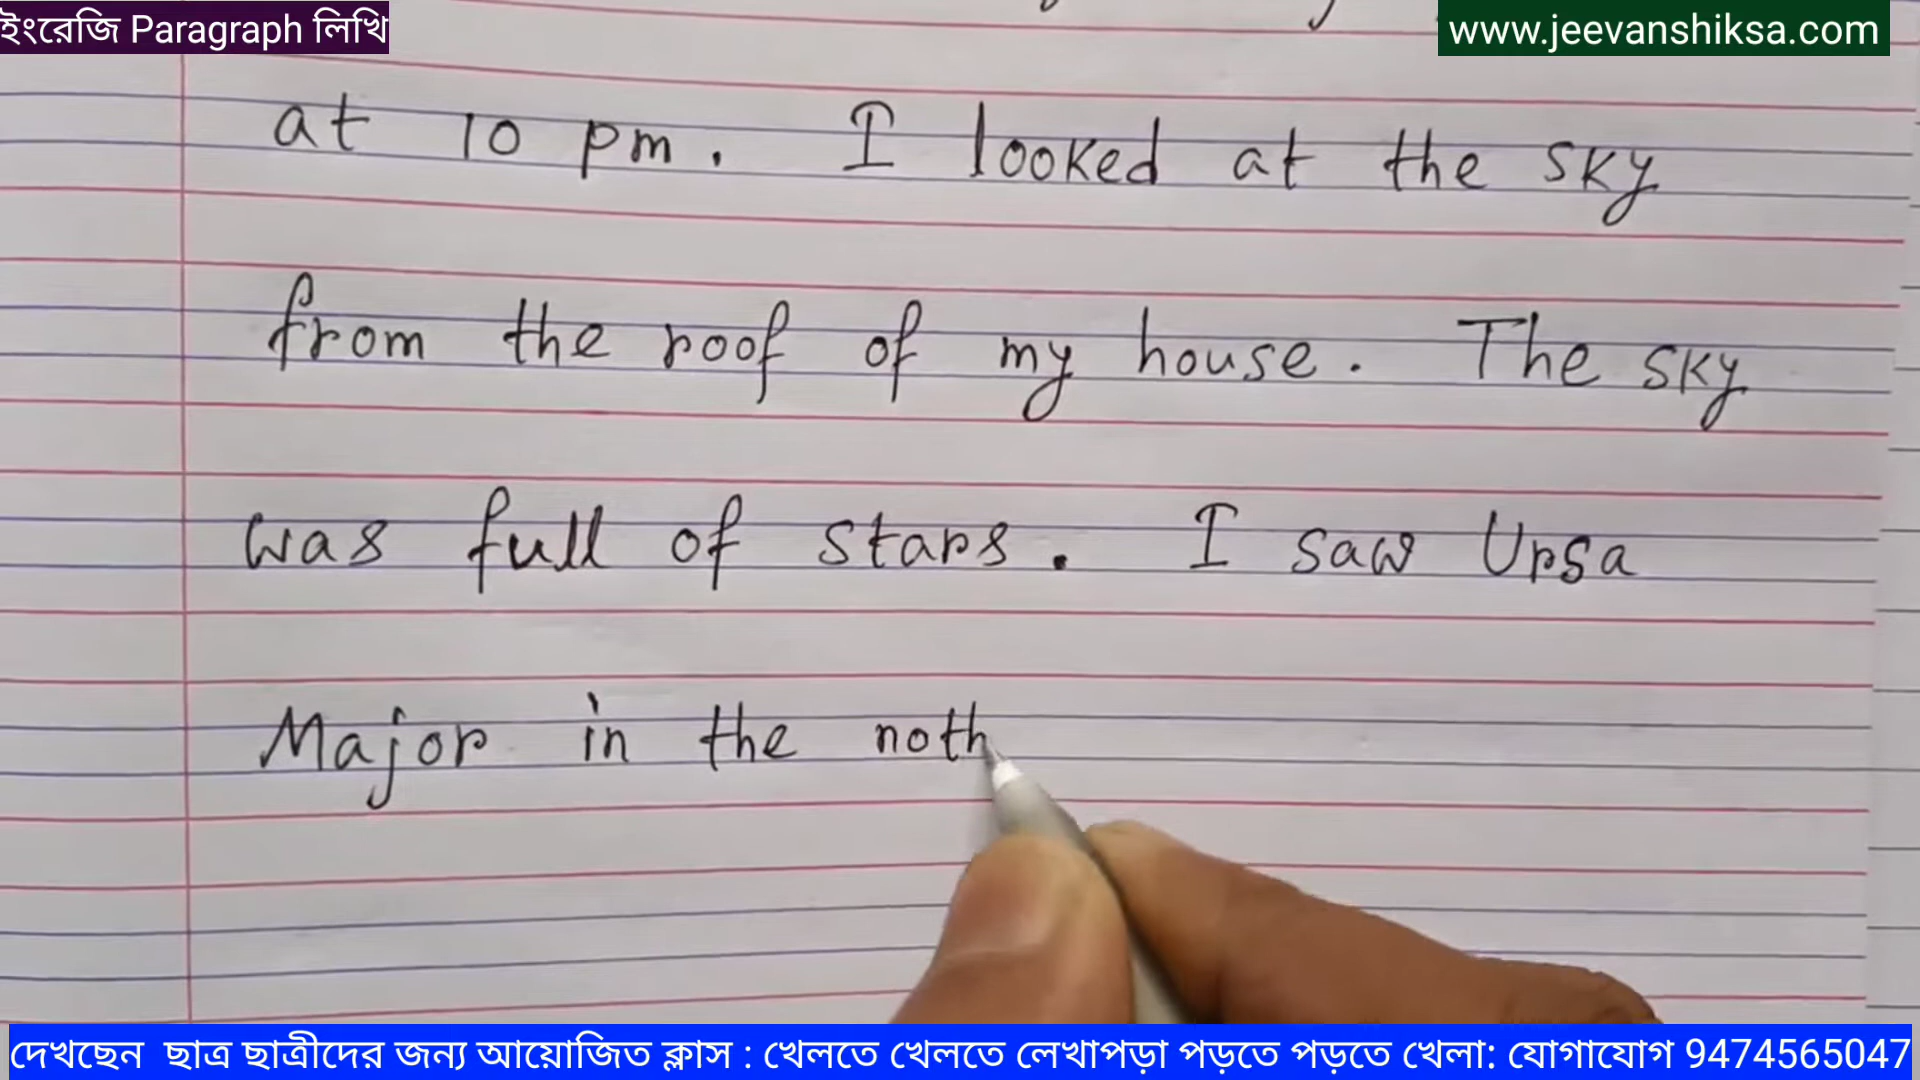 ইংরেজি Paragraph লিখি
www.jeevanshiksa.com
at 10 pm. I looked at the sky
from the roof of my house. The sky
was full of stars. I saw Ursa
Major in the noth
দেখছেন ছাত্র ছাত্রীদের জন্য আয়োজিত ক্লাস : খেলতে খেলতে লেখাপড়া পড়তে পড়তে খেলা: যোগাযোগ 9474565047